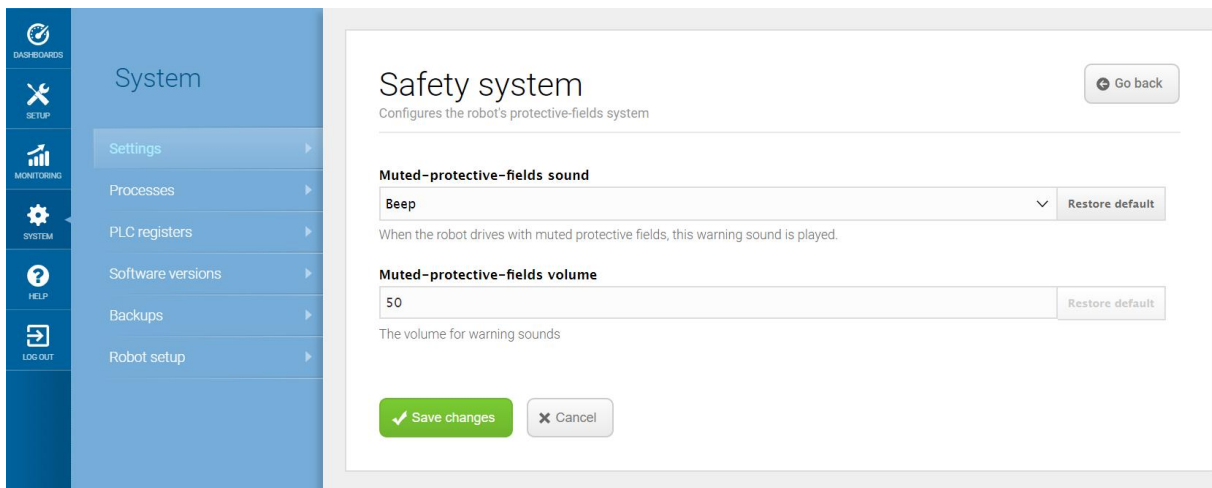 DASHBOARDS
SETUP
MONITORING
SYSTEM
HELP
LOG OUT
System
Settings
Processes
PLC registers
Software versions
Backups
Robot setup
Safety system
Go back
Configures the robot's protective-fields system
Muted-protective-fields sound
Beep
Restore default
When the robot drives with muted protective fields, this warning sound is played.
Muted-protective-fields volume
50
Restore default
The volume for warning sounds
Save changes
Cancel